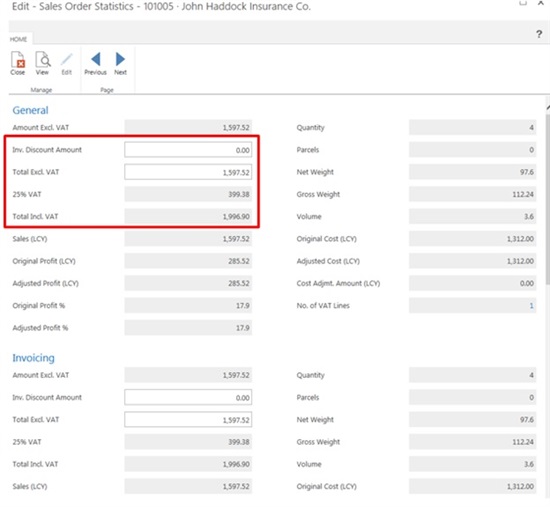 Edit - Sales Order Statistics - 101005 · John Haddock Insurance Co.
HOME
?
Close View Edit Previous Next
Manage Page
General
Amount Excl. VAT 1,597.52 Quantity 4
Inv. Discount Amount 0.00 Parcels 0
Total Excl. VAT 1,597.52 Net Weight 97.6
25% VAT 399.38 Gross Weight 112.24
Total Incl. VAT 1,996.90 Volume 3.6
Sales (LCY) 1,597.52 Original Cost (LCY) 1,312.00
Original Profit (LCY) 285.52 Adjusted Cost (LCY) 1,312.00
Adjusted Profit (LCY) 285.52 Cost Adjmt. Amount (LCY) 0.00
Original Profit % 17.9 No. of VAT Lines 1
Adjusted Profit % 17.9
Invoicing
Amount Excl. VAT 1,597.52 Quantity 4
Inv. Discount Amount 0.00 Parcels 0
Total Excl. VAT 1,597.52 Net Weight 97.6
25% VAT 399.38 Gross Weight 112.24
Total Incl. VAT 1,996.90 Volume 3.6
Sales (LCY) 1,597.52 Original Cost (LCY) 1,312.00